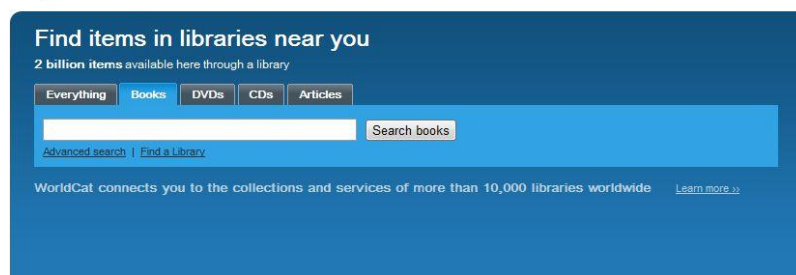 Find items in libraries near you
2 billion items available here through a library
Everything Books DVDs CDs Articles
Search books
Advanced search | Find a Library
WorldCat connects you to the collections and services of more than 10,000 libraries worldwide Learn more ››